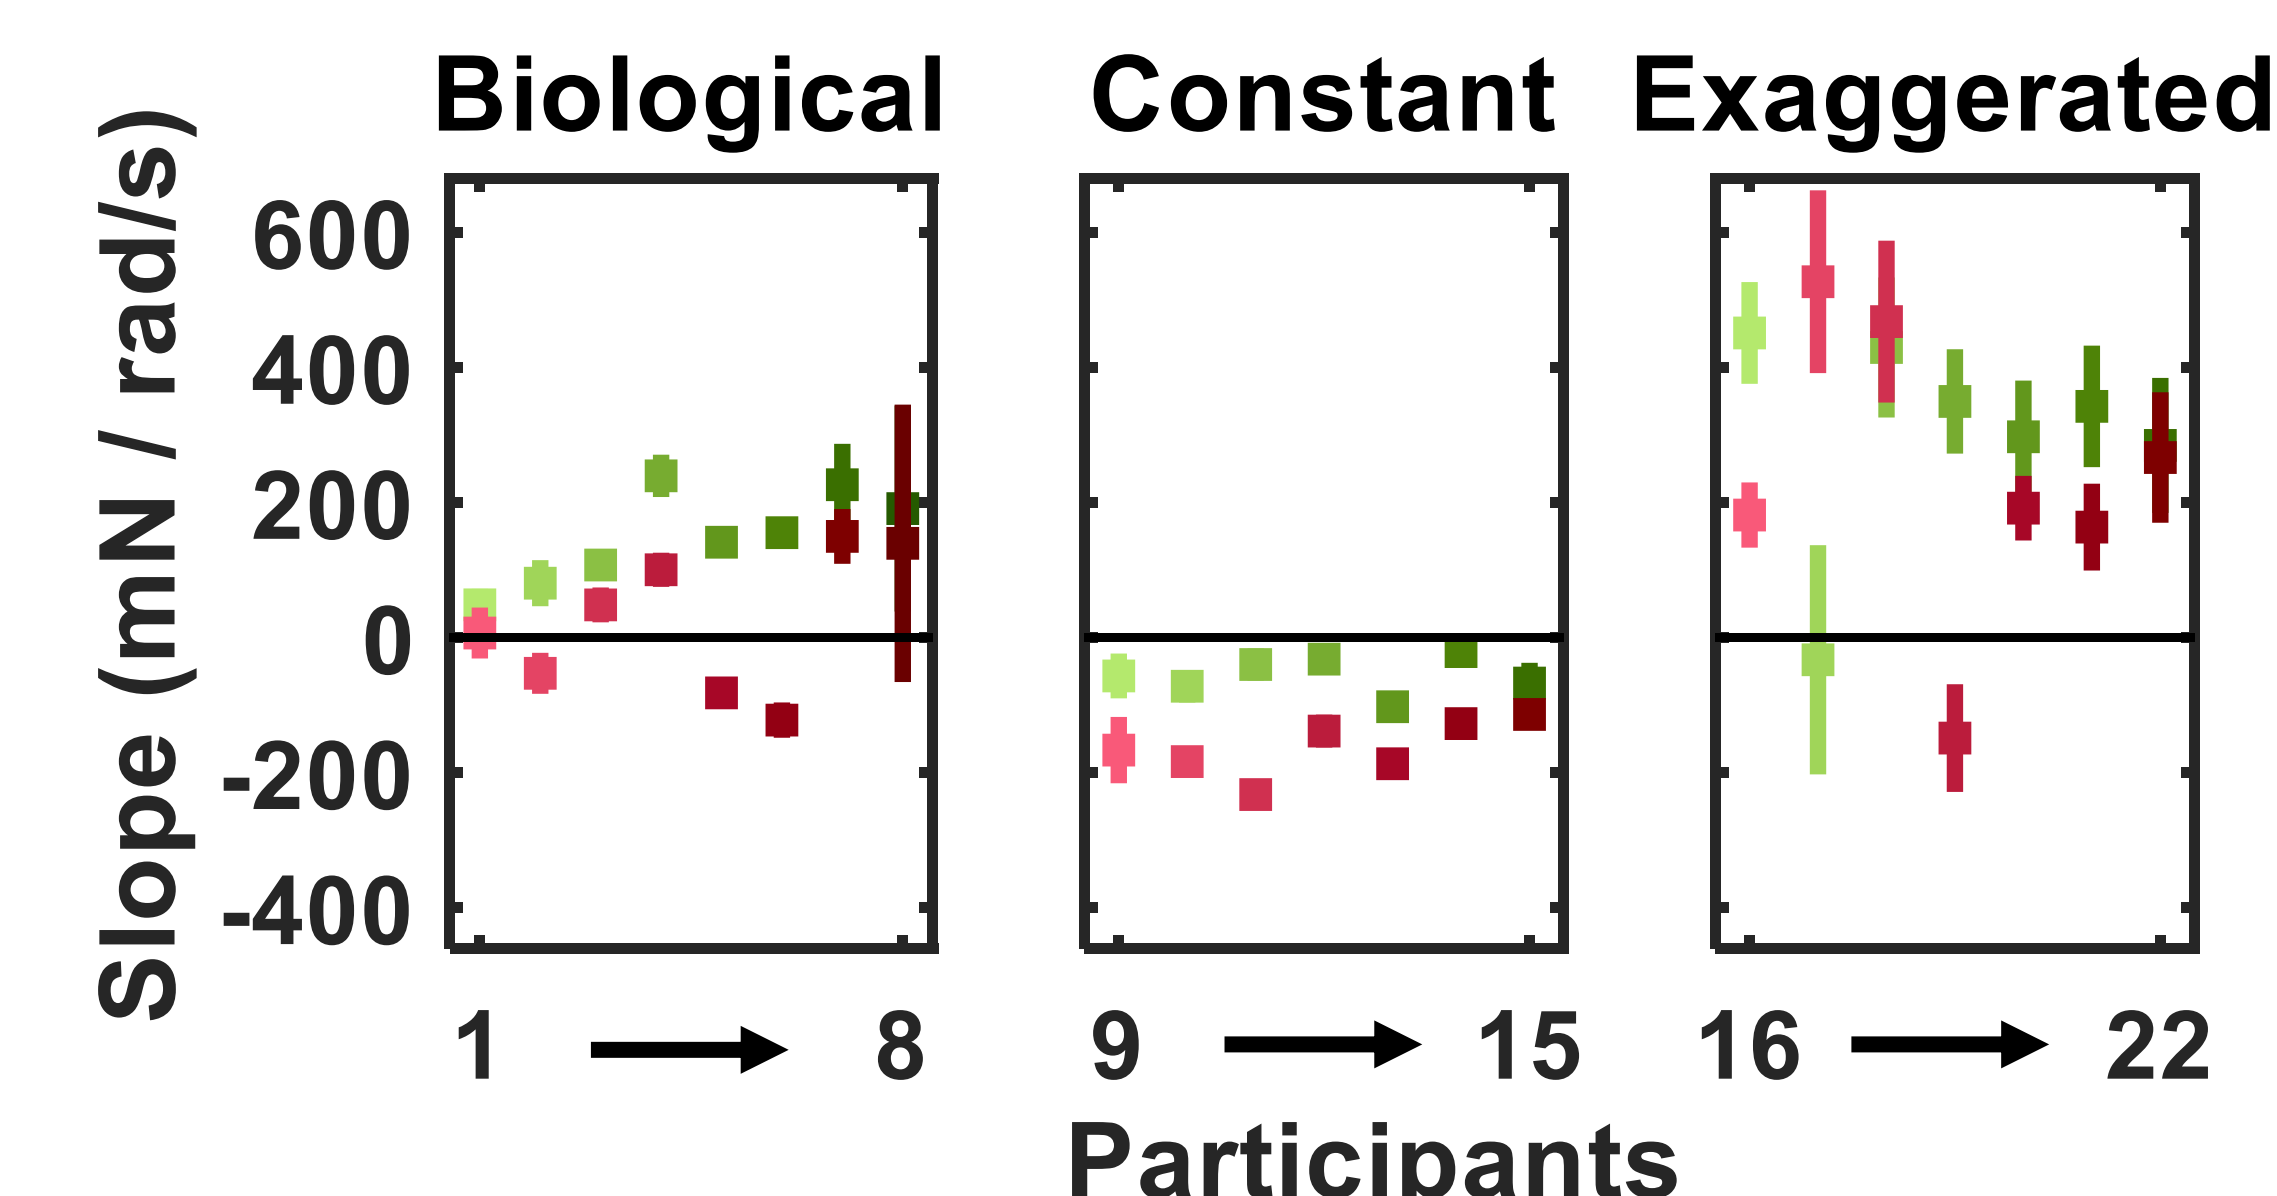 Biological Constant Exaggerated
Slope (mN / rad/s)
600
400
200
0
-200
-400
1 8 9 15 16 22
Participants